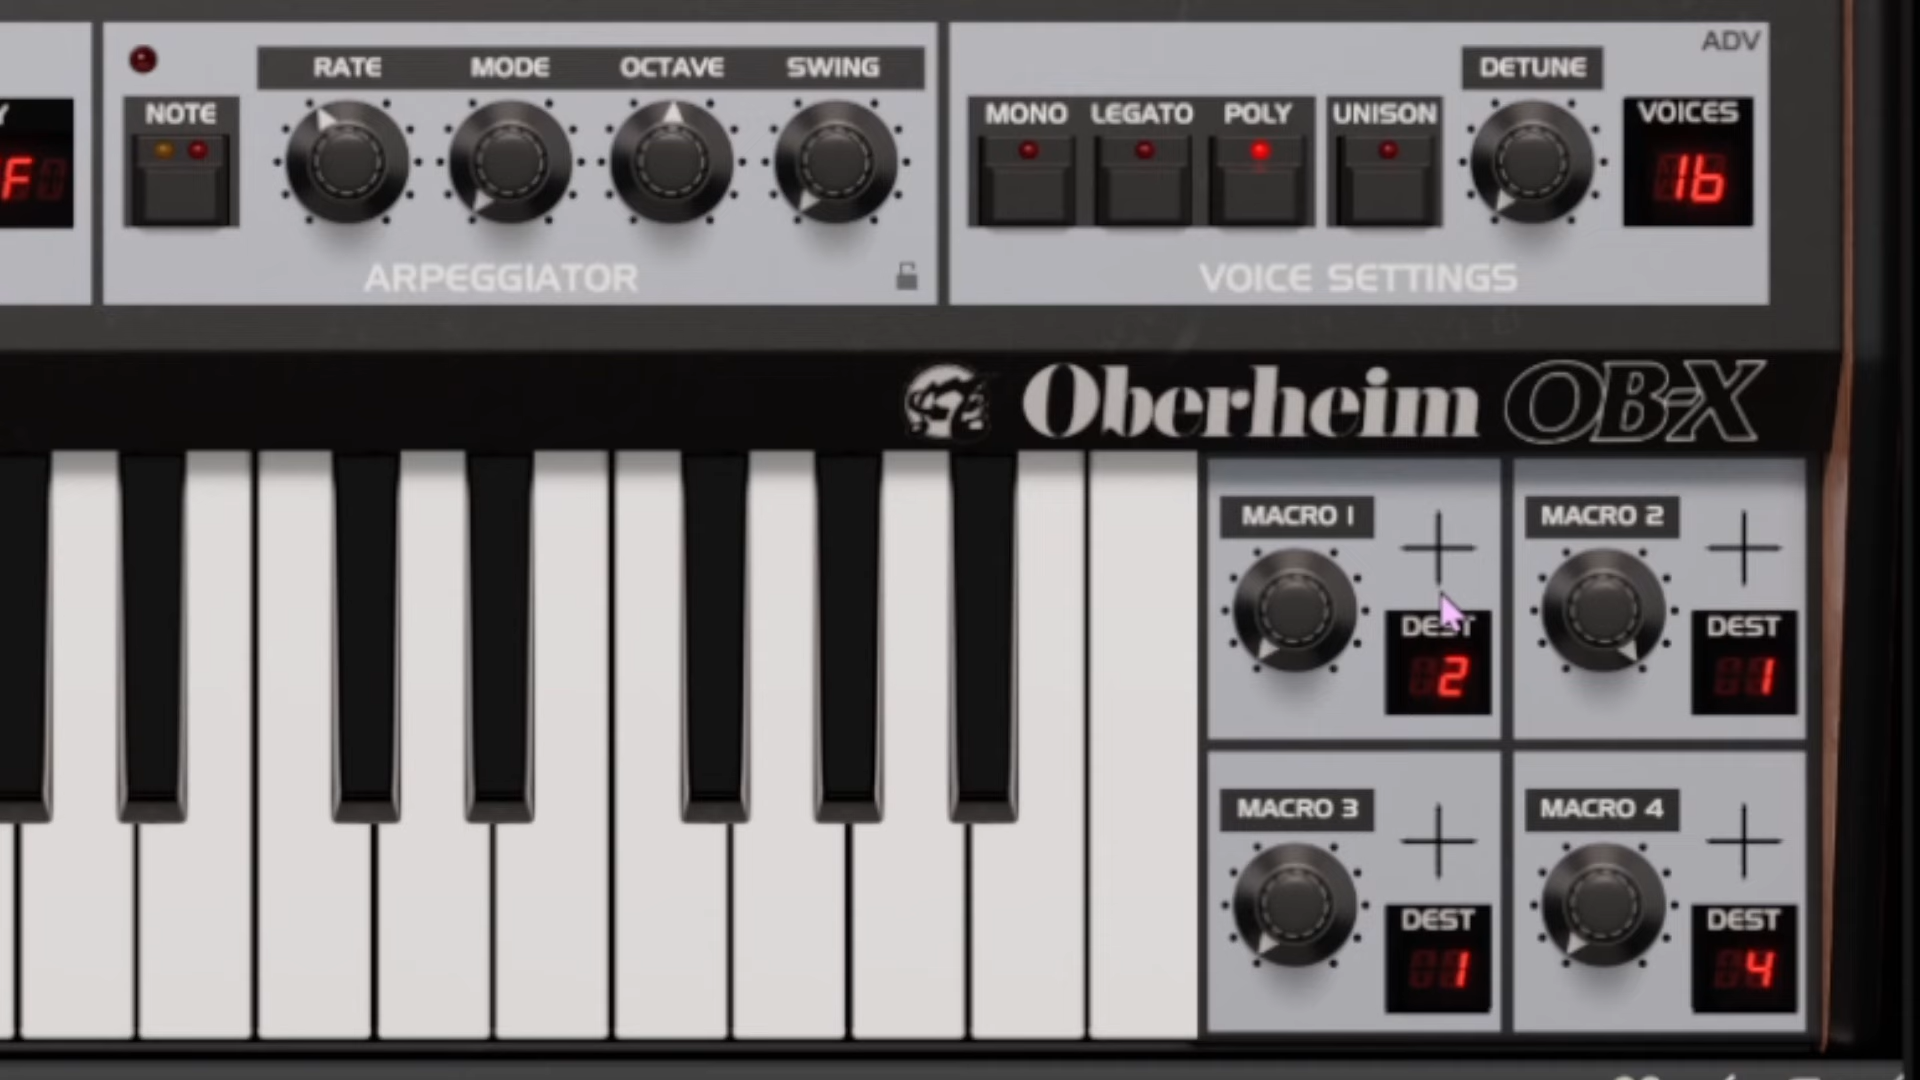 RATE MODE OCTAVE SWING
NOTE
ARPEGGIATOR
ADV
DETUNE
MONO LEGATO POLY UNISON
VOICES
16
VOICE SETTINGS
Oberheim OB-X
MACRO 1
DEST
2
MACRO 2
DEST
1
MACRO 3
DEST
1
MACRO 4
DEST
4